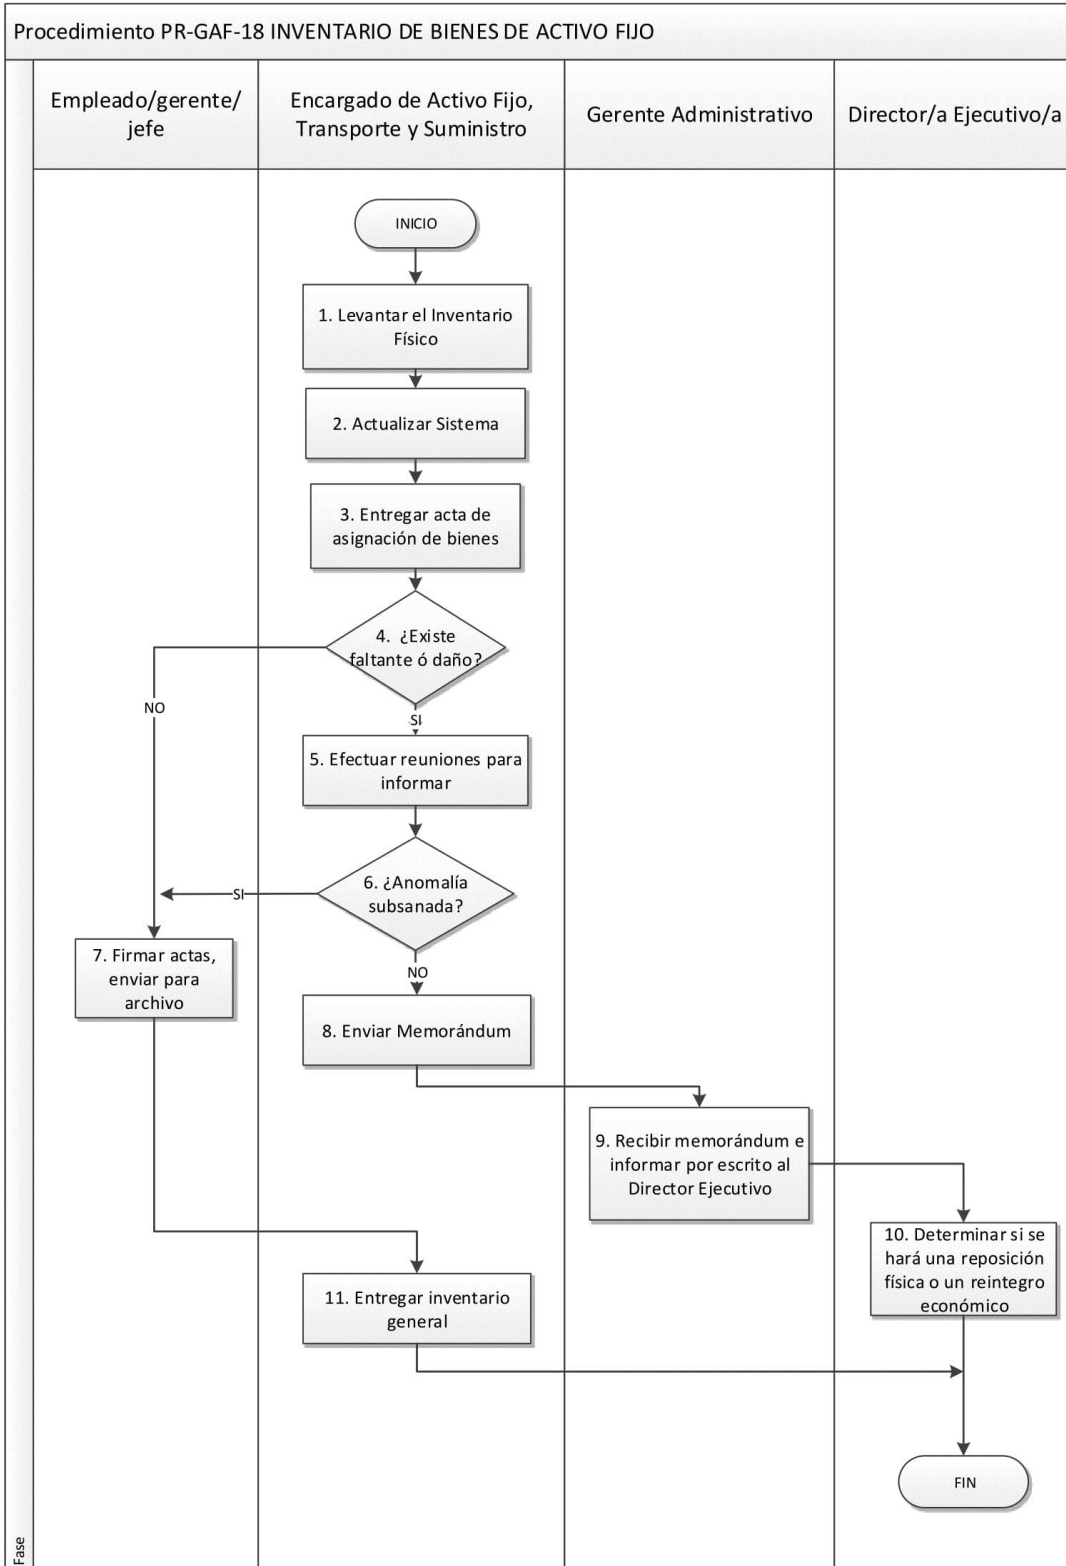 Procedimiento PR-GAF-18 INVENTARIO DE BIENES DE ACTIVO FIJO
Empleado/gerente/
jefe
Encargado de Activo Fijo,
Transporte y Suministro
Gerente Administrativo
Director/a Ejecutivo/a
INICIO
1. Levantar el Inventario
Físico
2. Actualizar Sistema
3. Entregar acta de
asignación de bienes
4. ¿Existe
faltante ó daño?
NO
SI
5. Efectuar reuniones para
informar
6. ¿Anomalía
subsanada?
SI
7. Firmar actas,
enviar para
archivo
NO
8. Enviar Memorándum
9. Recibir memorándum e
informar por escrito al
Director Ejecutivo
10. Determinar si se
hará una reposición
física o un reintegro
económico
11. Entregar inventario
general
FIN
Fase